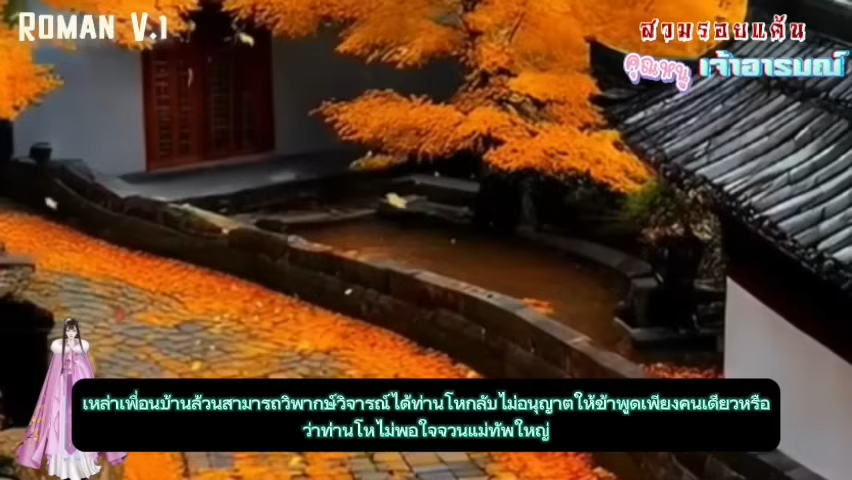 ROMAN V.1
สวมรอยแค้น
คุณหนู เจ้าอารมณ์
เหล่าเพื่อนบ้านล้วนสามารถวิพากษ์วิจารณ์ได้ท่านโหกลับไม่อนุญาตให้ข้าพูดเพียงคนเดียวหรือ
ว่าท่านโหไม่พอใจจวนแม่ทัพใหญ่